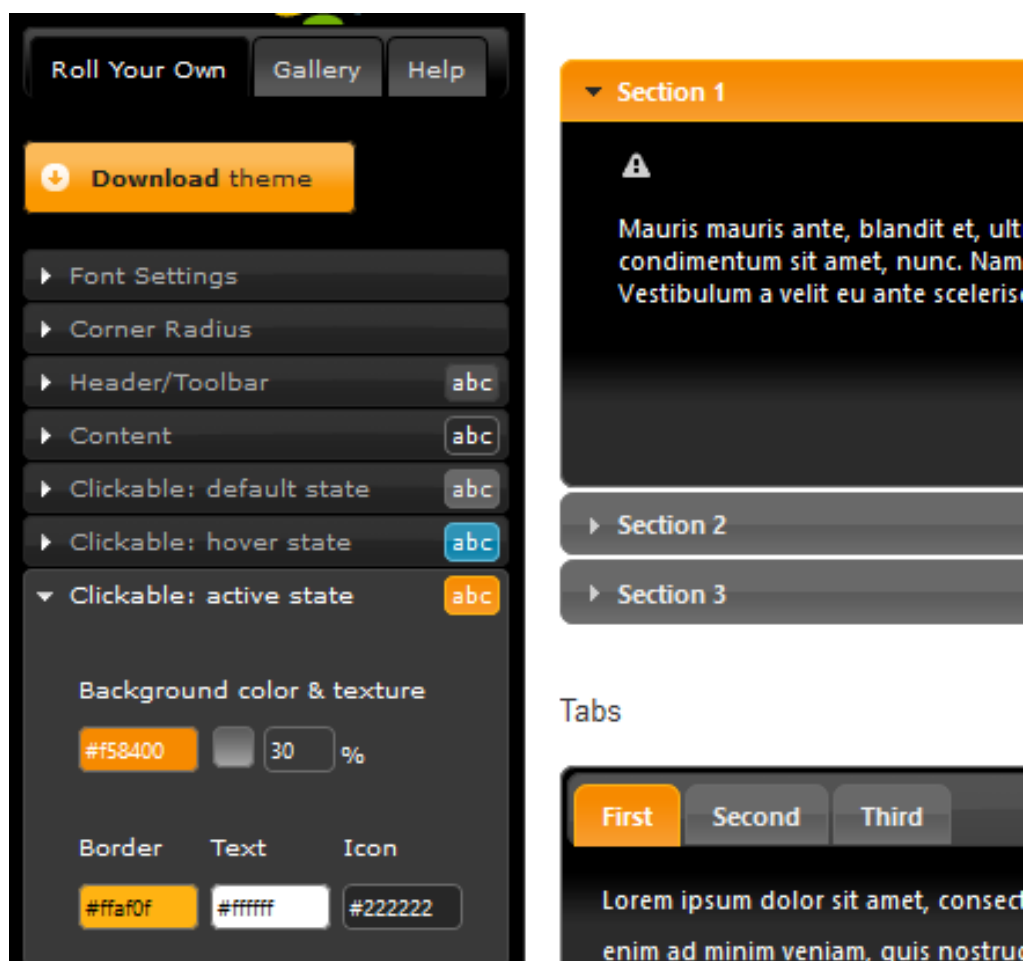 Roll Your Own
Gallery
Help
Download theme
Font Settings
Corner Radius
Header/Toolbar abc
Content abc
Clickable: default state abc
Clickable: hover state abc
Clickable: active state abc
Background color & texture
#f58400 30 %
Border Text Icon
#ffaf0f #ffffff #222222
Section 1
Mauris mauris ante, blandit et, ult
condimentum sit amet, nunc. Nam
Vestibulum a velit eu ante sceleris
Section 2
Section 3
Tabs
First Second Third
Lorem ipsum dolor sit amet, consect
enim ad minim veniam, quis nostrud